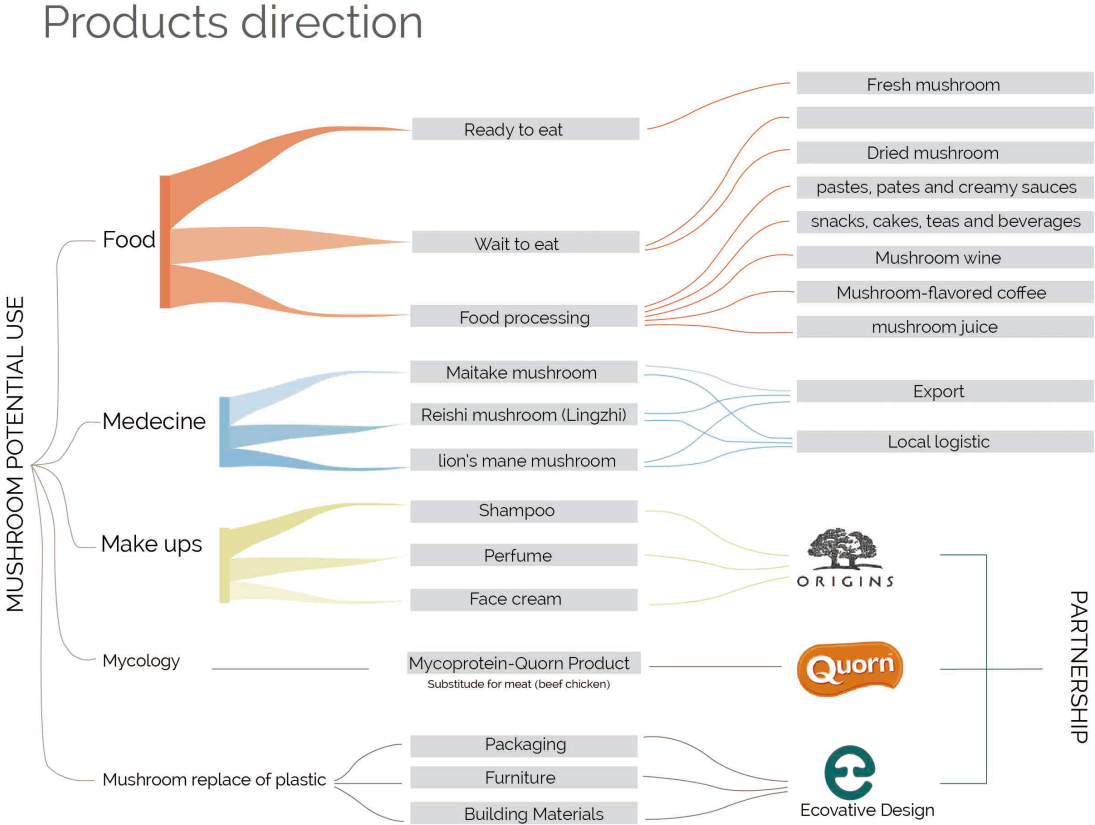 Products direction
MUSHROOM POTENTIAL USE
Food
Ready to eat
Wait to eat
Food processing
Fresh mushroom
Dried mushroom
pastes, pates and creamy sauces
snacks, cakes, teas and beverages
Mushroom wine
Mushroom-flavored coffee
mushroom juice
Medecine
Maitake mushroom
Reishi mushroom (Lingzhi)
lion's mane mushroom
Export
Local logistic
Make ups
Shampoo
Perfume
Face cream
ORIGINS
Mycology
Mycoprotein-Quorn Product
Substitude for meat (beef chicken)
Quorn
Mushroom replace of plastic
Packaging
Furniture
Building Materials
Ecovative Design
PARTNERSHIP